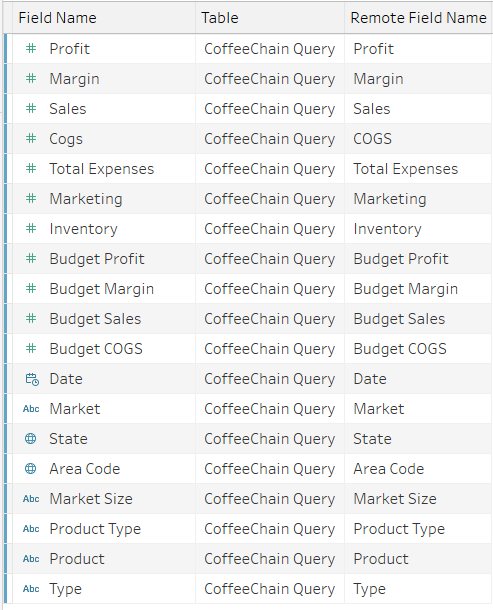 Field Name Table Remote Field Name
# Profit CoffeeChain Query Profit
# Margin CoffeeChain Query Margin
# Sales CoffeeChain Query Sales
# Cogs CoffeeChain Query COGS
# Total Expenses CoffeeChain Query Total Expenses
# Marketing CoffeeChain Query Marketing
# Inventory CoffeeChain Query Inventory
# Budget Profit CoffeeChain Query Budget Profit
# Budget Margin CoffeeChain Query Budget Margin
# Budget Sales CoffeeChain Query Budget Sales
# Budget COGS CoffeeChain Query Budget COGS
Date CoffeeChain Query Date
Abc Market CoffeeChain Query Market
State CoffeeChain Query State
Area Code CoffeeChain Query Area Code
Abc Market Size CoffeeChain Query Market Size
Abc Product Type CoffeeChain Query Product Type
Abc Product CoffeeChain Query Product
Abc Type CoffeeChain Query Type